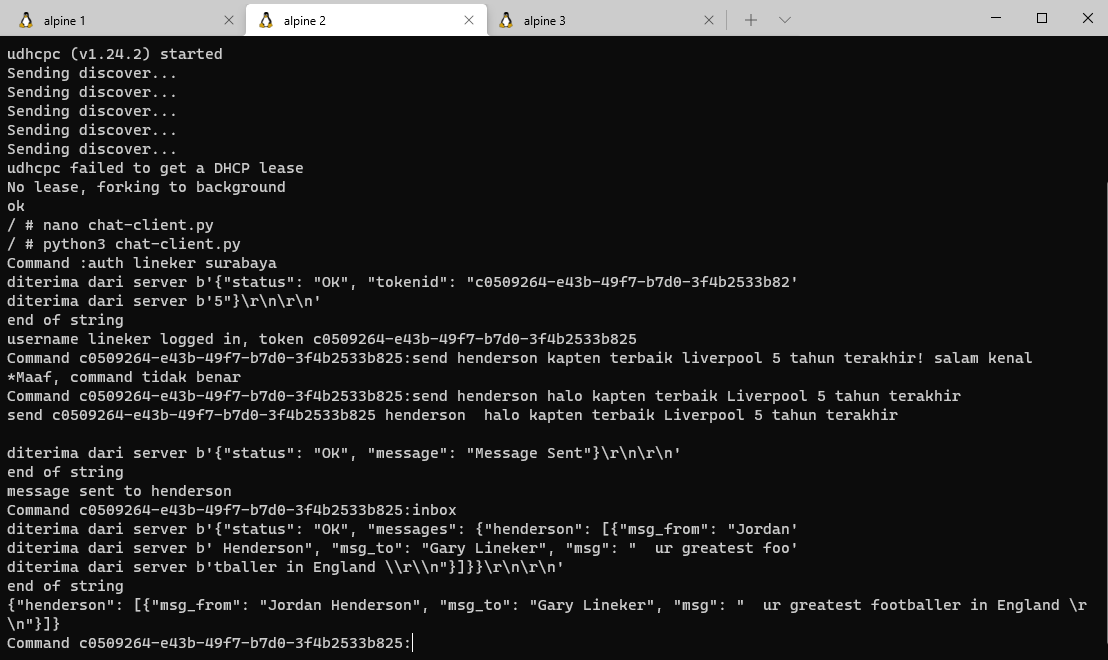 alpine 1
alpine 2
alpine 3
udhcpc (v1.24.2) started
Sending discover...
Sending discover...
Sending discover...
Sending discover...
Sending discover...
udhcpc failed to get a DHCP lease
No lease, forking to background
ok
/ # nano chat-client.py
/ # python3 chat-client.py
Command :auth lineker surabaya
diterima dari server b'{"status": "OK", "tokenid": "c0509264-e43b-49f7-b7d0-3f4b2533b82'
diterima dari server b'5"}\r\n\r\n'
end of string
username lineker logged in, token c0509264-e43b-49f7-b7d0-3f4b2533b825
Command c0509264-e43b-49f7-b7d0-3f4b2533b825:send henderson kapten terbaik liverpool 5 tahun terakhir! salam kenal
*Maaf, command tidak benar
Command c0509264-e43b-49f7-b7d0-3f4b2533b825:send henderson halo kapten terbaik Liverpool 5 tahun terakhir
send c0509264-e43b-49f7-b7d0-3f4b2533b825 henderson  halo kapten terbaik Liverpool 5 tahun terakhir
diterima dari server b'{"status": "OK", "message": "Message Sent"}\r\n\r\n'
end of string
message sent to henderson
Command c0509264-e43b-49f7-b7d0-3f4b2533b825:inbox
diterima dari server b'{"status": "OK", "messages": {"henderson": [{"msg_from": "Jordan'
diterima dari server b' Henderson", "msg_to": "Gary Lineker", "msg": "  ur greatest foo'
diterima dari server b'tballer in England \\r\\n"}]}}\r\n\r\n'
end of string
{"henderson": [{"msg_from": "Jordan Henderson", "msg_to": "Gary Lineker", "msg": "  ur greatest footballer in England \r
\n"}]}
Command c0509264-e43b-49f7-b7d0-3f4b2533b825: